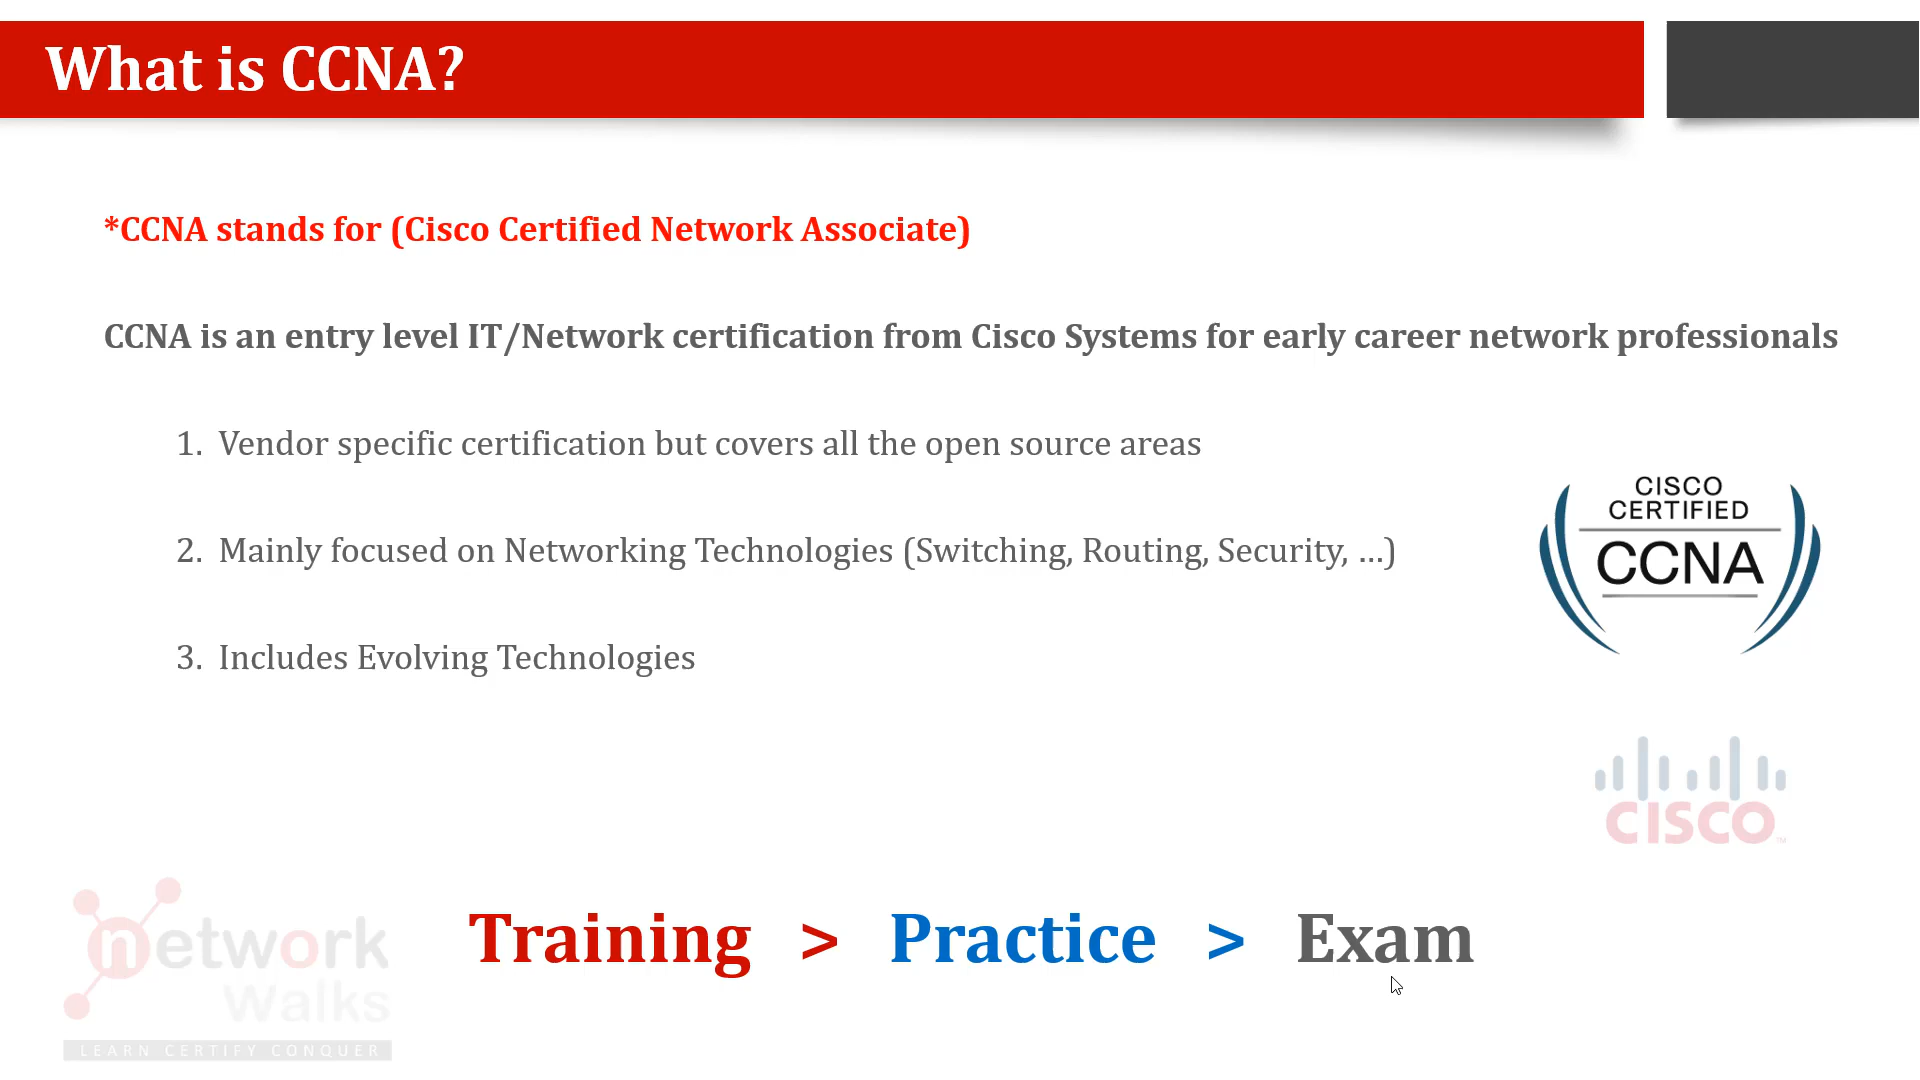 What is CCNA?
*CCNA stands for (Cisco Certified Network Associate)
CCNA is an entry level IT/Network certification from Cisco Systems for early career network professionals
1. Vendor specific certification but covers all the open source areas
2. Mainly focused on Networking Technologies (Switching, Routing, Security, ...)
3. Includes Evolving Technologies
CISCO
CERTIFIED
CCNA
CISCO™
Training > Practice > Exam
network
Walks
LEARN CERTIFY CONQUER